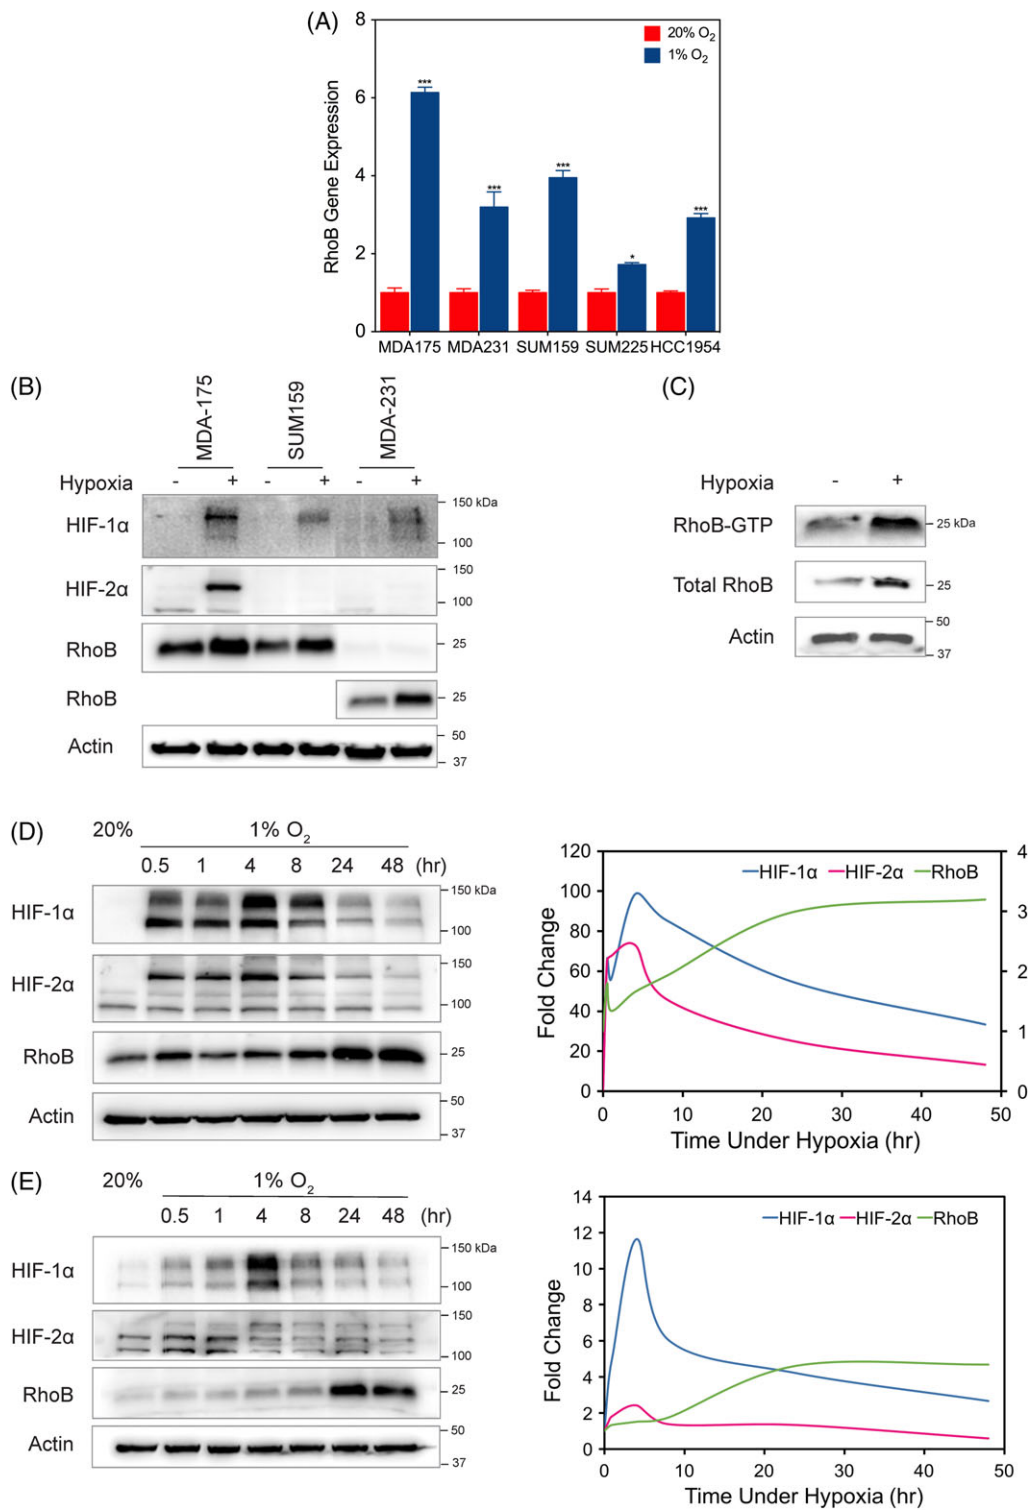 (A)
8
6
4
2
0
RhoB Gene Expression
20% O2
1% O2
***
***
***
*
***
MDA175 MDA231 SUM159 SUM225 HCC1954
(B)
MDA-175
SUM159
MDA-231
Hypoxia - + - + - +
HIF-1α
150 kDa
100
HIF-2α
150
100
RhoB
25
RhoB
25
Actin
50
37
(C)
Hypoxia - +
RhoB-GTP
25 kDa
Total RhoB
25
Actin
50
37
(D)
20% 1% O2
0.5 1 4 8 24 48 (hr)
HIF-1α
150 kDa
100
HIF-2α
150
100
RhoB
25
Actin
50
37
120
100
80
60
40
20
0
Fold Change
HIF-1α HIF-2α RhoB
4
3
2
1
0
0 10 20 30 40 50
Time Under Hypoxia (hr)
(E)
20% 1% O2
0.5 1 4 8 24 48 (hr)
HIF-1α
150 kDa
100
HIF-2α
150
100
RhoB
25
Actin
50
37
14
12
10
8
6
4
2
0
Fold Change
HIF-1α HIF-2α RhoB
0 10 20 30 40 50
Time Under Hypoxia (hr)